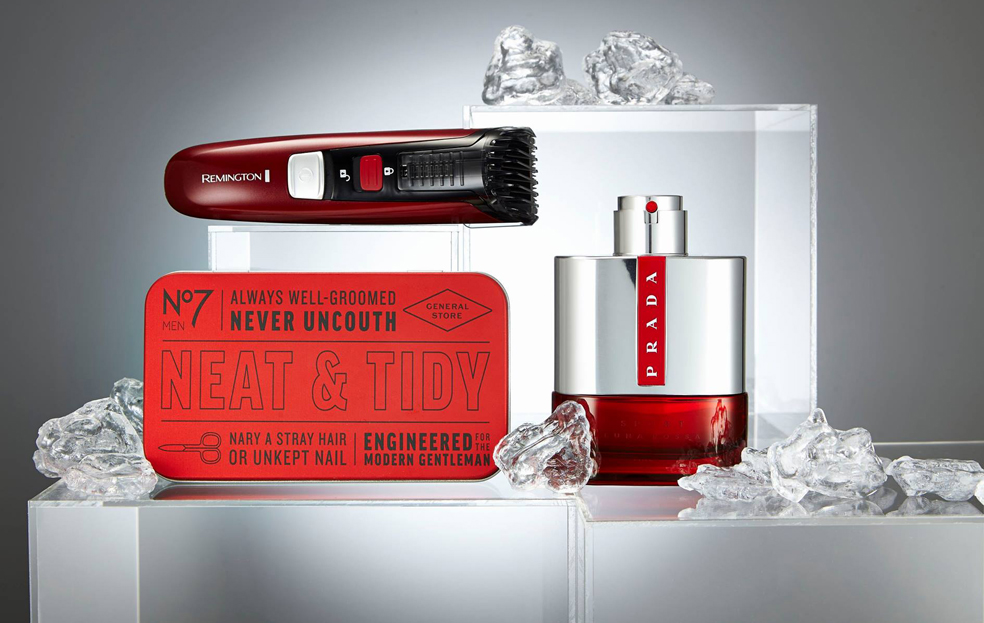 REMINGTON
Nº7
MEN
ALWAYS WELL-GROOMED
NEVER UNCOUTH
GENERAL
STORE
NEAT & TIDY
NARY A STRAY HAIR
OR UNKEPT NAIL
ENGINEERED FOR THE
MODERN GENTLEMAN
PRADA